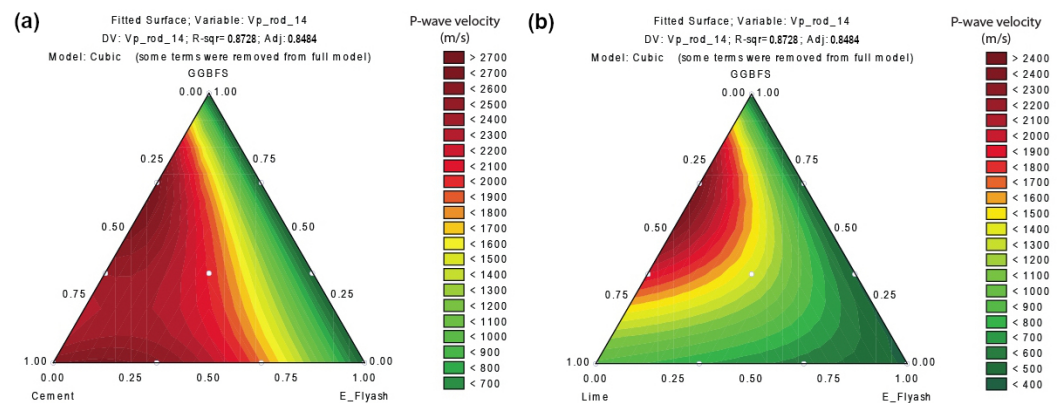 (a)
Fitted Surface; Variable: Vp_rod_14
DV: Vp_rod_14; R-sqr= 0.8728; Adj: 0.8484
Model: Cubic (some terms were removed from full model)
GGBFS
0.00 1.00
0.25 0.75
0.50 0.50
0.75 0.25
1.00 0.00
0.00 0.25 0.50 0.75 1.00
Cement E_Flyash
P-wave velocity
(m/s)
> 2700
< 2700
< 2600
< 2500
< 2400
< 2300
< 2200
< 2100
< 2000
< 1900
< 1800
< 1700
< 1600
< 1500
< 1400
< 1300
< 1200
< 1100
< 1000
< 900
< 800
< 700
(b)
Fitted Surface; Variable: Vp_rod_14
DV: Vp_rod_14; R-sqr= 0.8728; Adj: 0.8484
Model: Cubic (some terms were removed from full model)
GGBFS
0.00 1.00
0.25 0.75
0.50 0.50
0.75 0.25
1.00 0.00
0.00 0.25 0.50 0.75 1.00
Lime E_Flyash
P-wave velocity
(m/s)
> 2400
< 2400
< 2300
< 2200
< 2100
< 2000
< 1900
< 1700
< 1600
< 1500
< 1400
< 1300
< 1200
< 1100
< 1000
< 900
< 800
< 700
< 600
< 500
< 400